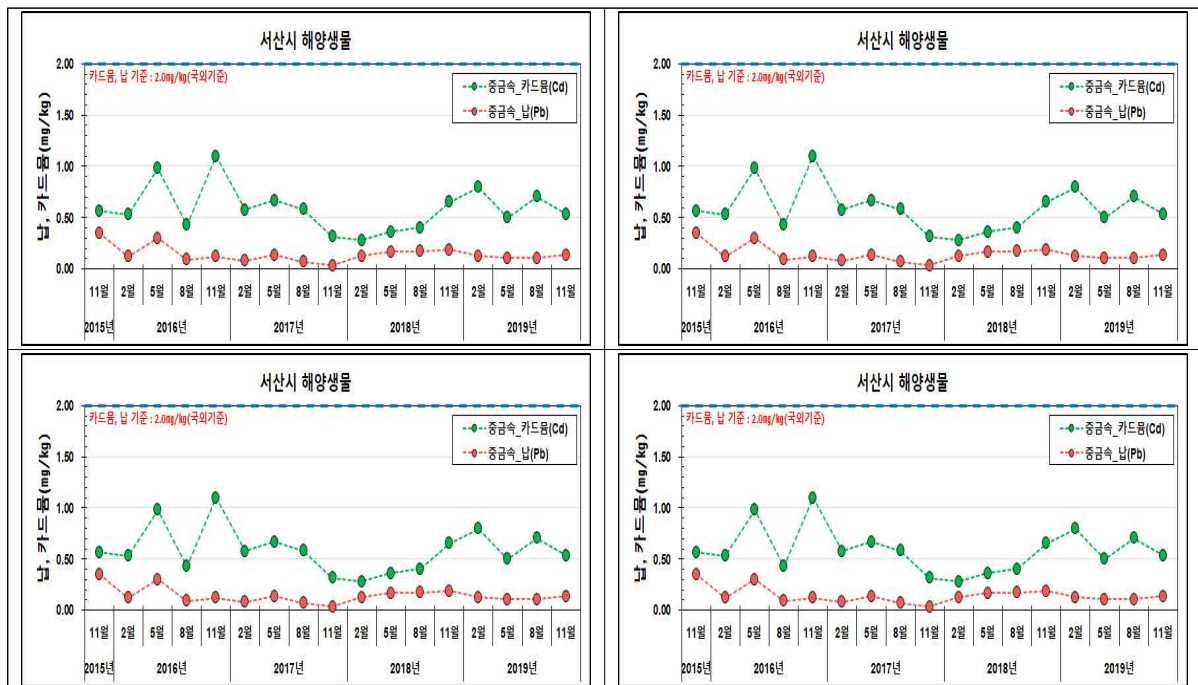 서산시 해양생물
카드뮴, 납 기준 : 2.0mg/kg(국외기준)
중금속_카드뮴(Cd)
중금속_납(Pb)
납, 카드뮴(mg/kg)
2.00
1.50
1.00
0.50
0.00
11월 2월 5월 8월 11월 2월 5월 8월 11월 2월 5월 8월 11월 2월 5월 8월 11월
2015년 2016년 2017년 2018년 2019년
서산시 해양생물
카드뮴, 납 기준 : 2.0mg/kg(국외기준)
중금속_카드뮴(Cd)
중금속_납(Pb)
납, 카드뮴(mg/kg)
2.00
1.50
1.00
0.50
0.00
11월 2월 5월 8월 11월 2월 5월 8월 11월 2월 5월 8월 11월 2월 5월 8월 11월
2015년 2016년 2017년 2018년 2019년
서산시 해양생물
카드뮴, 납 기준 : 2.0mg/kg(국외기준)
중금속_카드뮴(Cd)
중금속_납(Pb)
납, 카드뮴(mg/kg)
2.00
1.50
1.00
0.50
0.00
11월 2월 5월 8월 11월 2월 5월 8월 11월 2월 5월 8월 11월 2월 5월 8월 11월
2015년 2016년 2017년 2018년 2019년
서산시 해양생물
카드뮴, 납 기준 : 2.0mg/kg(국외기준)
중금속_카드뮴(Cd)
중금속_납(Pb)
납, 카드뮴(mg/kg)
2.00
1.50
1.00
0.50
0.00
11월 2월 5월 8월 11월 2월 5월 8월 11월 2월 5월 8월 11월 2월 5월 8월 11월
2015년 2016년 2017년 2018년 2019년